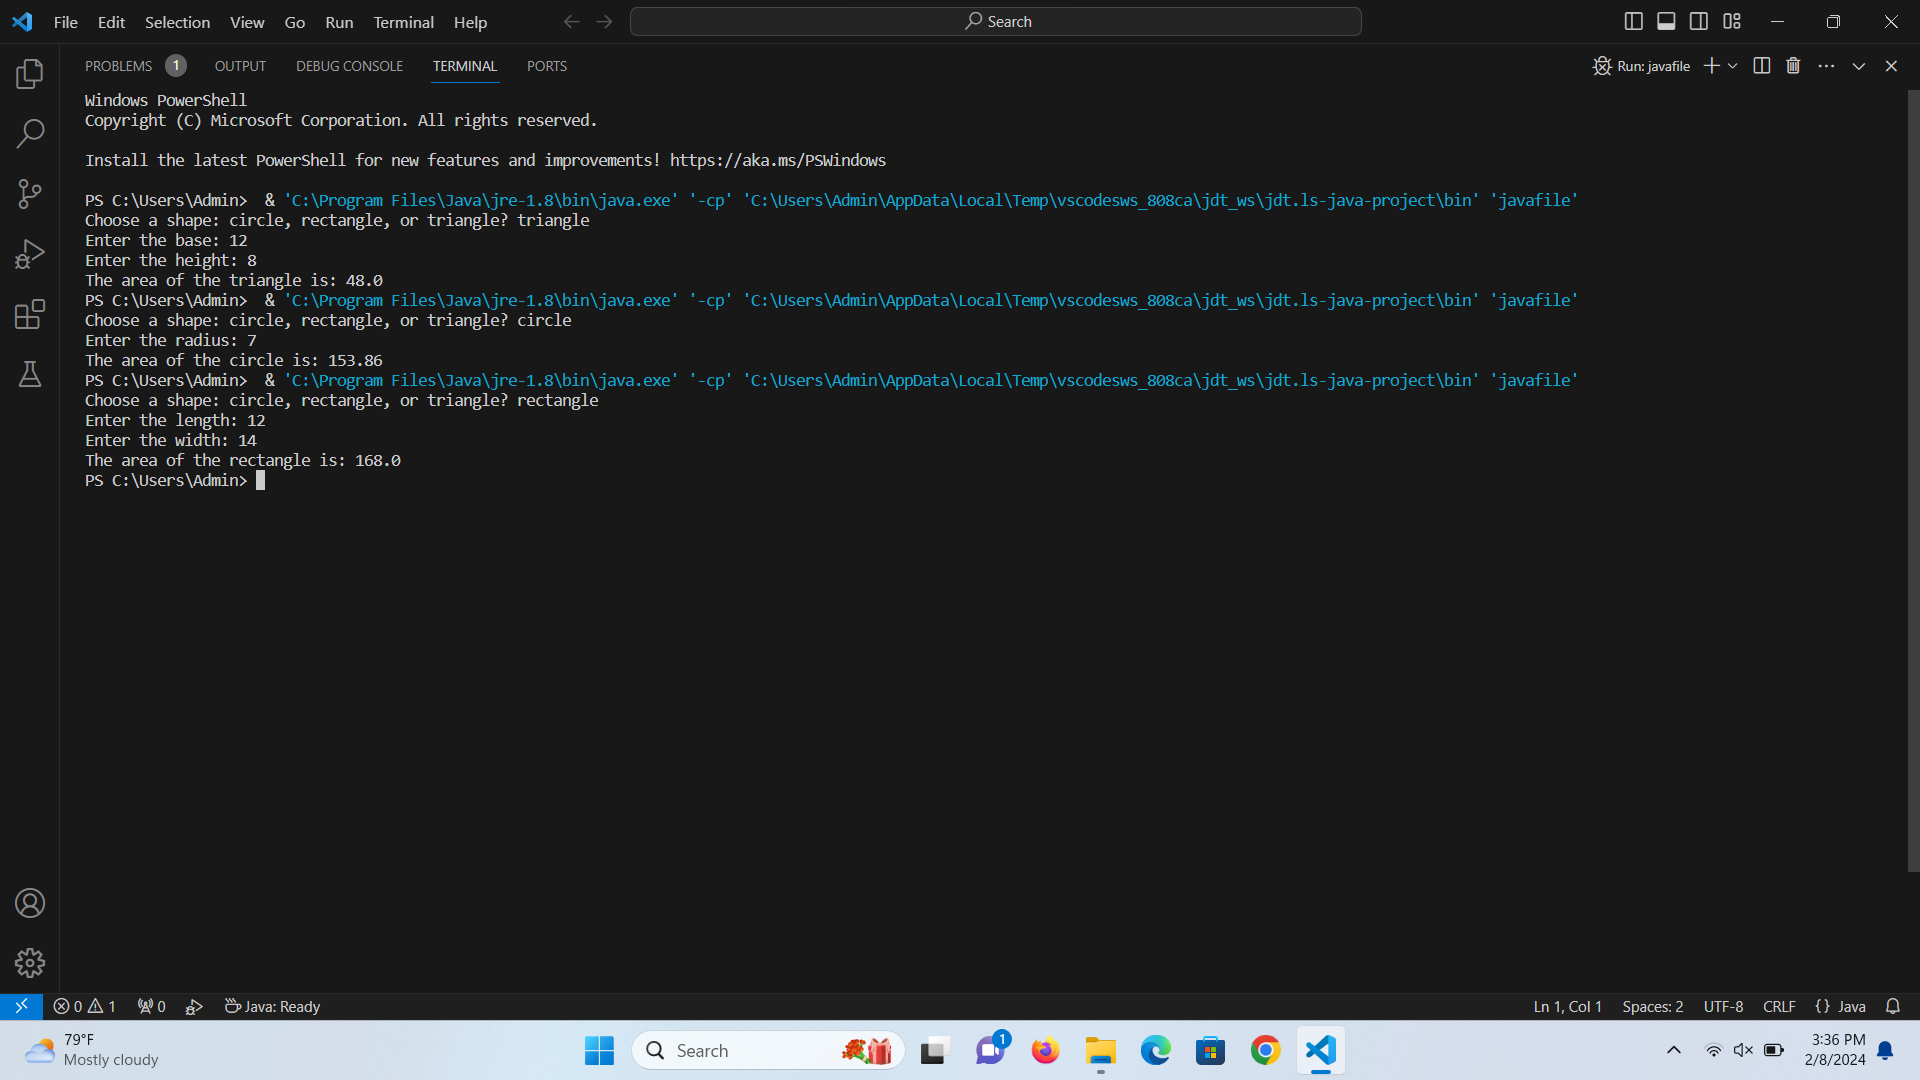 File Edit Selection View Go Run Terminal Help Search
PROBLEMS 1 OUTPUT DEBUG CONSOLE TERMINAL PORTS Run: javafile
Windows PowerShell
Copyright (C) Microsoft Corporation. All rights reserved.
Install the latest PowerShell for new features and improvements! https://aka.ms/PSWindows
PS C:\Users\Admin>  & 'C:\Program Files\Java\jre-1.8\bin\java.exe' '-cp' 'C:\Users\Admin\AppData\Local\Temp\vscodesws_808ca\jdt_ws\jdt.ls-java-project\bin' 'javafile'
Choose a shape: circle, rectangle, or triangle? triangle
Enter the base: 12
Enter the height: 8
The area of the triangle is: 48.0
PS C:\Users\Admin>  & 'C:\Program Files\Java\jre-1.8\bin\java.exe' '-cp' 'C:\Users\Admin\AppData\Local\Temp\vscodesws_808ca\jdt_ws\jdt.ls-java-project\bin' 'javafile'
Choose a shape: circle, rectangle, or triangle? circle
Enter the radius: 7
The area of the circle is: 153.86
PS C:\Users\Admin>  & 'C:\Program Files\Java\jre-1.8\bin\java.exe' '-cp' 'C:\Users\Admin\AppData\Local\Temp\vscodesws_808ca\jdt_ws\jdt.ls-java-project\bin' 'javafile'
Choose a shape: circle, rectangle, or triangle? rectangle
Enter the length: 12
Enter the width: 14
The area of the rectangle is: 168.0
PS C:\Users\Admin>
0 1 0 Java: Ready Ln 1, Col 1 Spaces: 2 UTF-8 CRLF {} Java
79°F
Mostly cloudy
Search
1
3:36 PM
2/8/2024